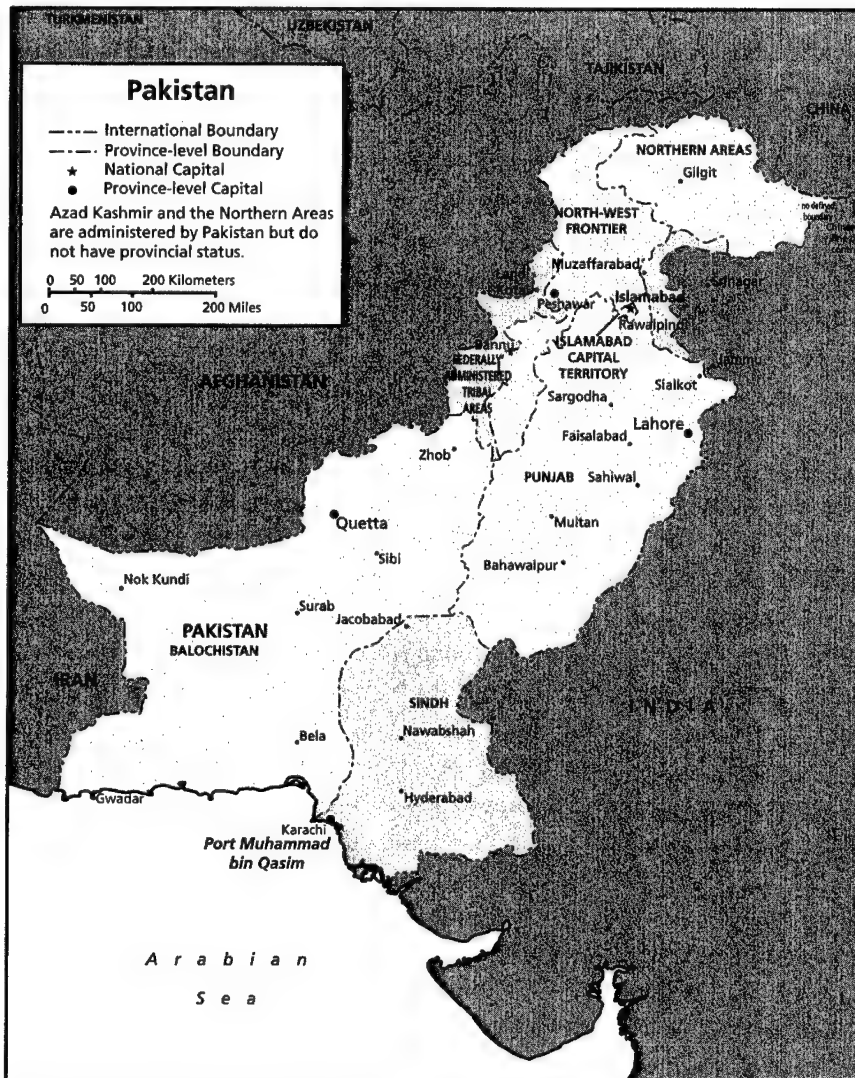 TURKMENISTAN
UZBEKISTAN
TAJIKISTAN
CHINA
Pakistan
International Boundary
Province-level Boundary
National Capital
Province-level Capital
Azad Kashmir and the Northern Areas
are administered by Pakistan but do
not have provincial status.
0 50 100 200 Kilometers
0 50 100 200 Miles
NORTHERN AREAS
Gilgit
no defined
boundary
NORTH-WEST
FRONTIER
Muzaffarabad
Srinagar
Peshawar
Islamabad
Rawalpindi
Bannu
ISLAMABAD
CAPITAL
TERRITORY
FEDERALLY
ADMINISTERED
TRIBAL
AREAS
Jammu
Sialkot
AFGHANISTAN
Sargodha
Lahore
Faisalabad
Zhob
PUNJAB
Sahiwal
Quetta
Multan
Sibi
Bahawalpur
Nok Kundi
Surab
Jacobabad
PAKISTAN
BALOCHISTAN
IRAN
SINDH
INDIA
Bela
Nawabshah
Gwadar
Hyderabad
Karachi
Port Muhammad
bin Qasim
Arabian
Sea